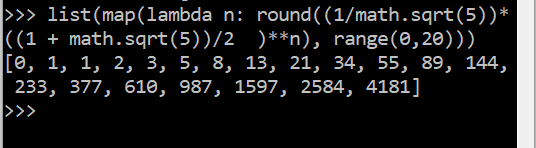 >>> list(map(lambda n: round((1/math.sqrt(5))*
((1 + math.sqrt(5))/2  )**n), range(0,20)))
[0, 1, 1, 2, 3, 5, 8, 13, 21, 34, 55, 89, 144,
 233, 377, 610, 987, 1597, 2584, 4181]
>>>